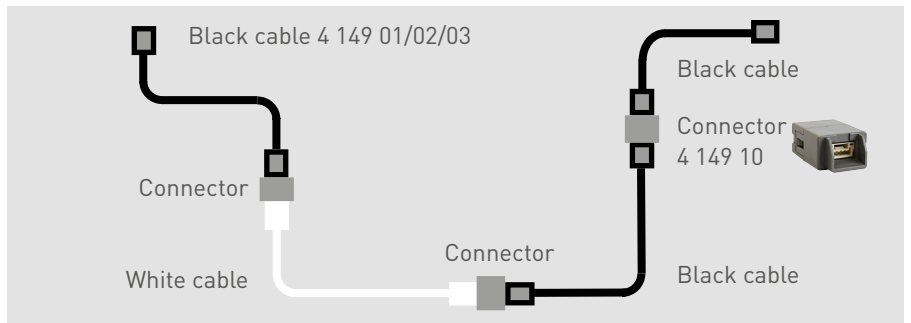 Black cable 4 149 01/02/03
Black cable
Connector
4 149 10
Connector
Connector
White cable
Black cable